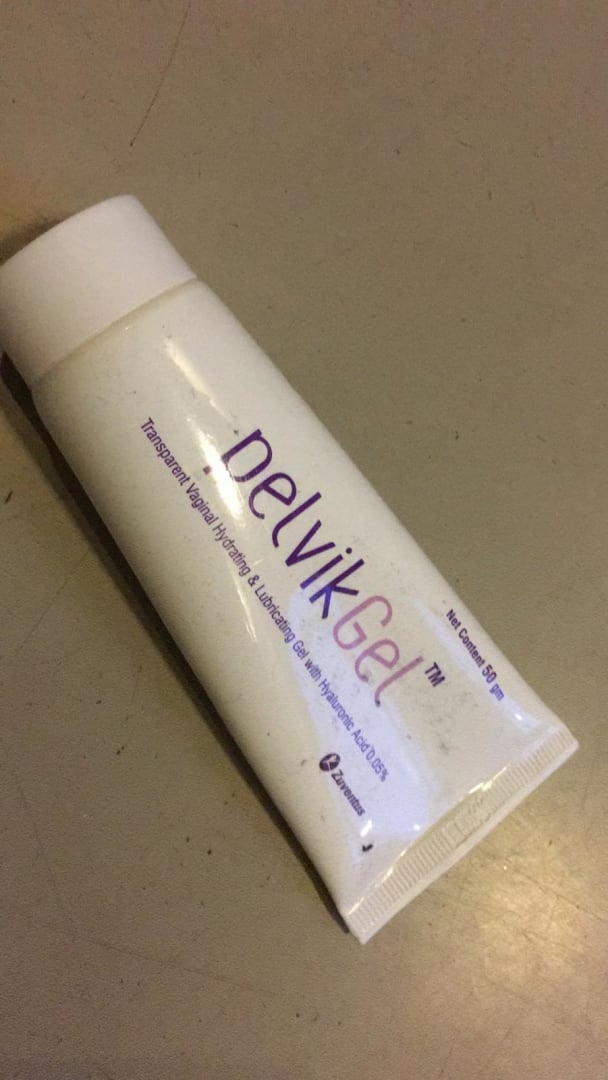 pelvikGel™
Transparent Vaginal Hydrating & Lubricating Gel with Hyaluronic Acid 0.05%
Net Content 50 gm
Zuventus